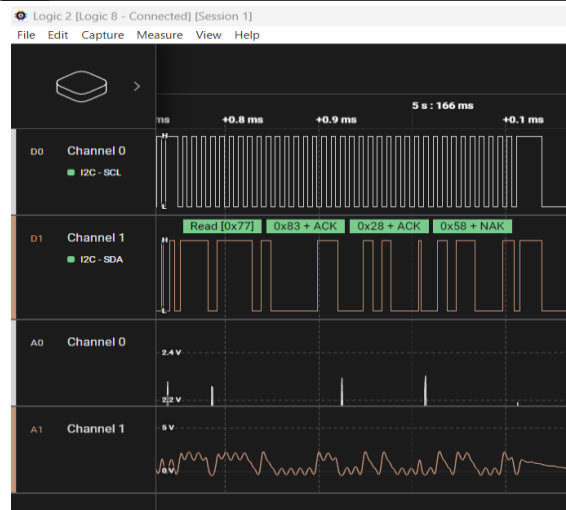 Logic 2 [Logic 8 - Connected] [Session 1]
File Edit Capture Measure View Help
5 s : 166 ms
ms +0.8 ms +0.9 ms +0.1 ms
D0 Channel 0
I2C - SCL
H
L
D1 Channel 1
I2C - SDA
Read [0x77] 0x83 + ACK 0x28 + ACK 0x58 + NAK
H
L
A0 Channel 0
2.4 V
2.2 V
A1 Channel 1
5 V
0 V